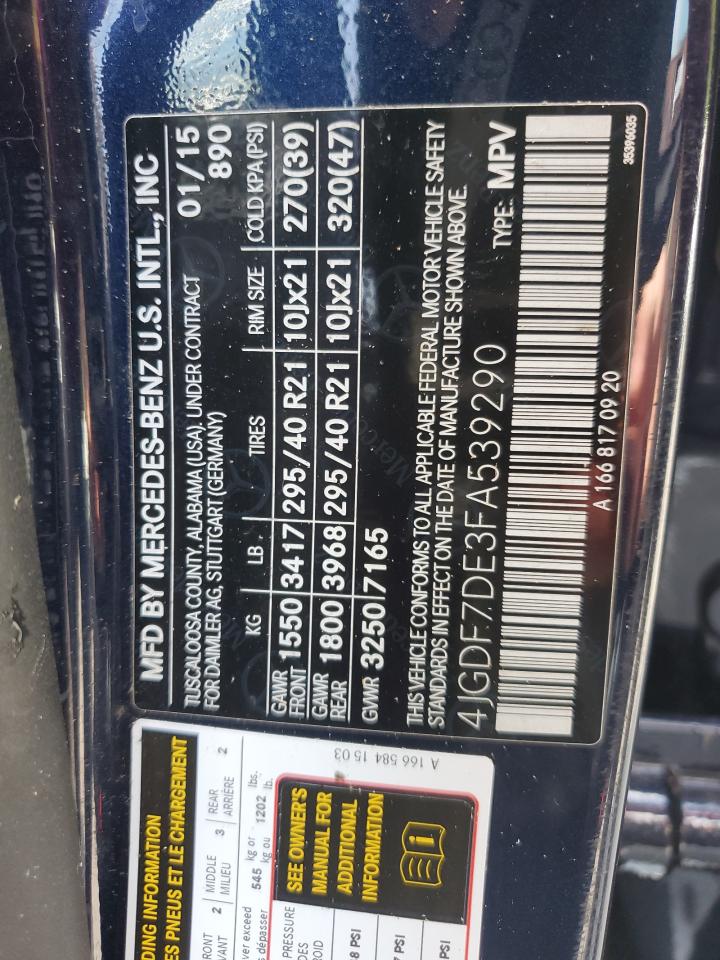 MFD BY MERCEDES-BENZ U.S. INTL., INC
TUSCALOOSA COUNTY, ALABAMA (USA), UNDER CONTRACT
FOR DAIMLER AG, STUTTGART (GERMANY)
01/15
890
KG LB TIRES RIM SIZE COLD KPA (PSI)
GAWR FRONT 1550 3417 295/40 R21 10Jx21 270(39)
GAWR REAR 1800 3968 295/40 R21 10Jx21 320(47)
GVWR 3250 7165
THIS VEHICLE CONFORMS TO ALL APPLICABLE FEDERAL MOTOR VEHICLE SAFETY
STANDARDS IN EFFECT ON THE DATE OF MANUFACTURE SHOWN ABOVE.
4JGDF7DE3FA539290 TYPE: MPV
A 166 817 09 20
35396035
DING INFORMATION
ES PNEUS ET LE CHARGEMENT
RONT 2 MIDDLE 3 REAR 2
VANT MILIEU ARRIÈRE
ver exceed 545 kg or 1202 lbs.
s dépasser kg ou lb.
PRESSURE
DES
ROID
8 PSI
PSI
PSI
SEE OWNER'S
MANUAL FOR
ADDITIONAL
INFORMATION
A 166 584 15 03